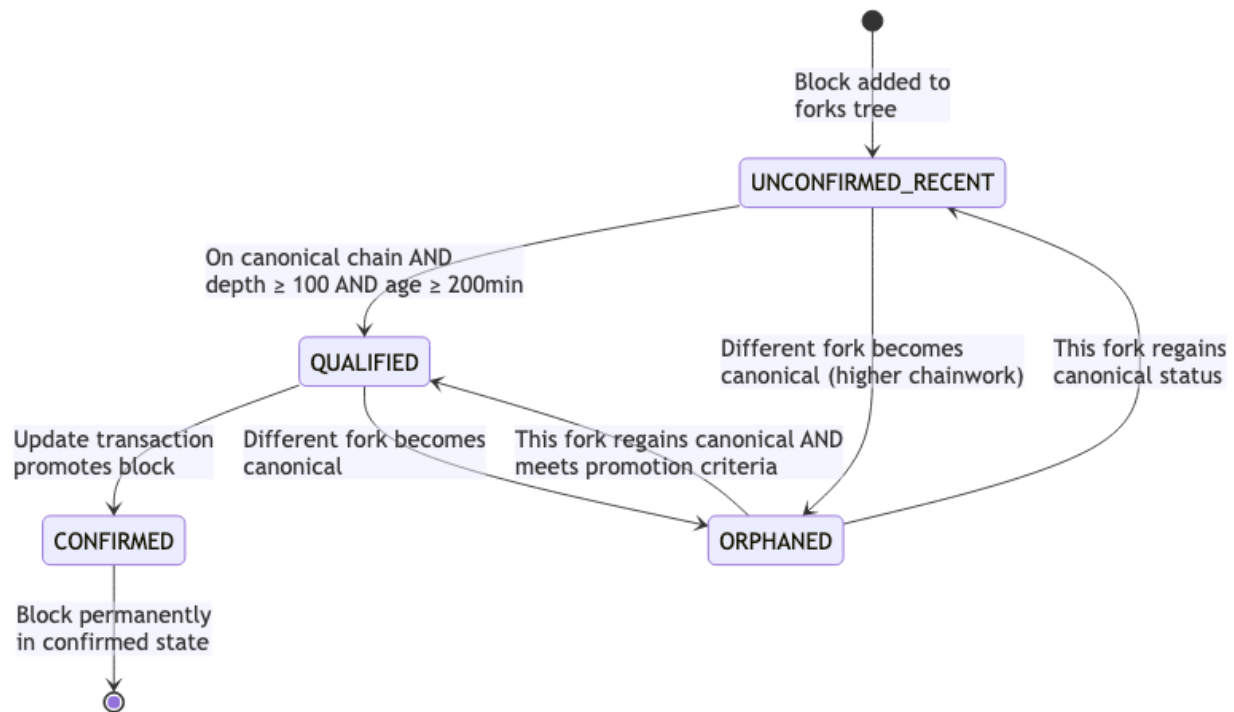 Block added to
forks tree
UNCONFIRMED_RECENT
On canonical chain AND
depth ≥ 100 AND age ≥ 200min
Different fork becomes
canonical (higher chainwork)
This fork regains
canonical status
QUALIFIED
Update transaction
promotes block
Different fork becomes
canonical
This fork regains canonical AND
meets promotion criteria
CONFIRMED
ORPHANED
Block permanently
in confirmed state